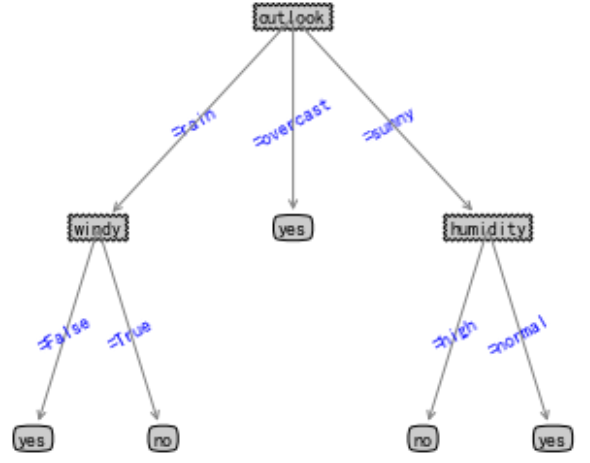 outlook
=rain
=overcast
=sunny
windy
yes
humidity
=False
=True
=high
=normal
yes
no
no
yes